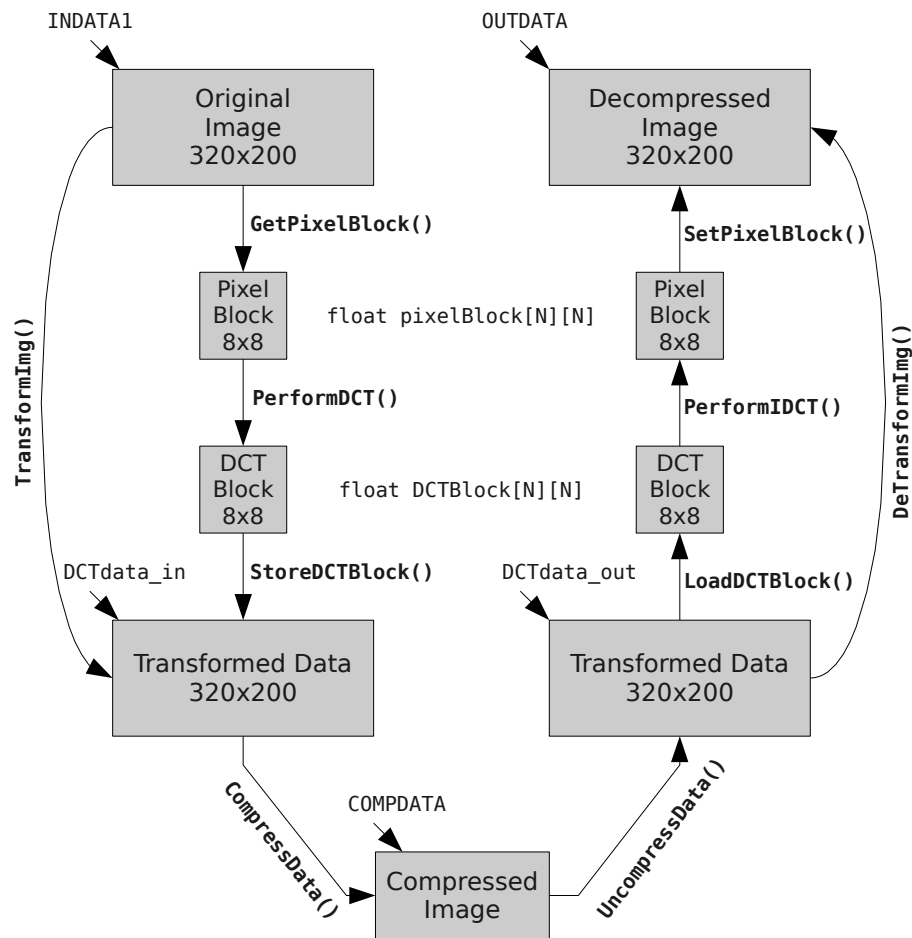 INDATA1
OUTDATA
Original
Image
320x200
Decompressed
Image
320x200
GetPixelBlock()
SetPixelBlock()
Pixel
Block
8x8
float pixelBlock[N][N]
Pixel
Block
8x8
TransformImg()
DeTransformImg()
PerformDCT()
PerformIDCT()
DCT
Block
8x8
float DCTBlock[N][N]
DCT
Block
8x8
DCTdata_in
StoreDCTBlock()
DCTdata_out
LoadDCTBlock()
Transformed Data
320x200
Transformed Data
320x200
CompressData()
COMPDATA
UncompressData()
Compressed
Image